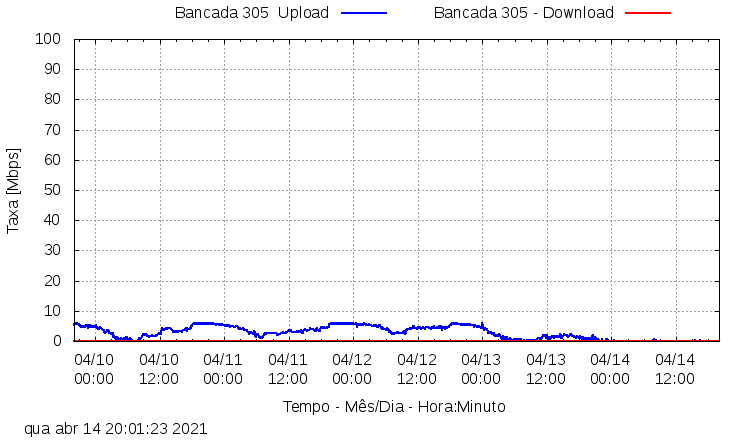 Bancada 305  Upload
Bancada 305 - Download
100
90
80
70
60
50
40
30
20
10
0
Taxa [Mbps]
04/10 04/10 04/11 04/11 04/12 04/12 04/13 04/13 04/14 04/14
00:00 12:00 00:00 12:00 00:00 12:00 00:00 12:00 00:00 12:00
Tempo - Mês/Dia - Hora:Minuto
qua abr 14 20:01:23 2021